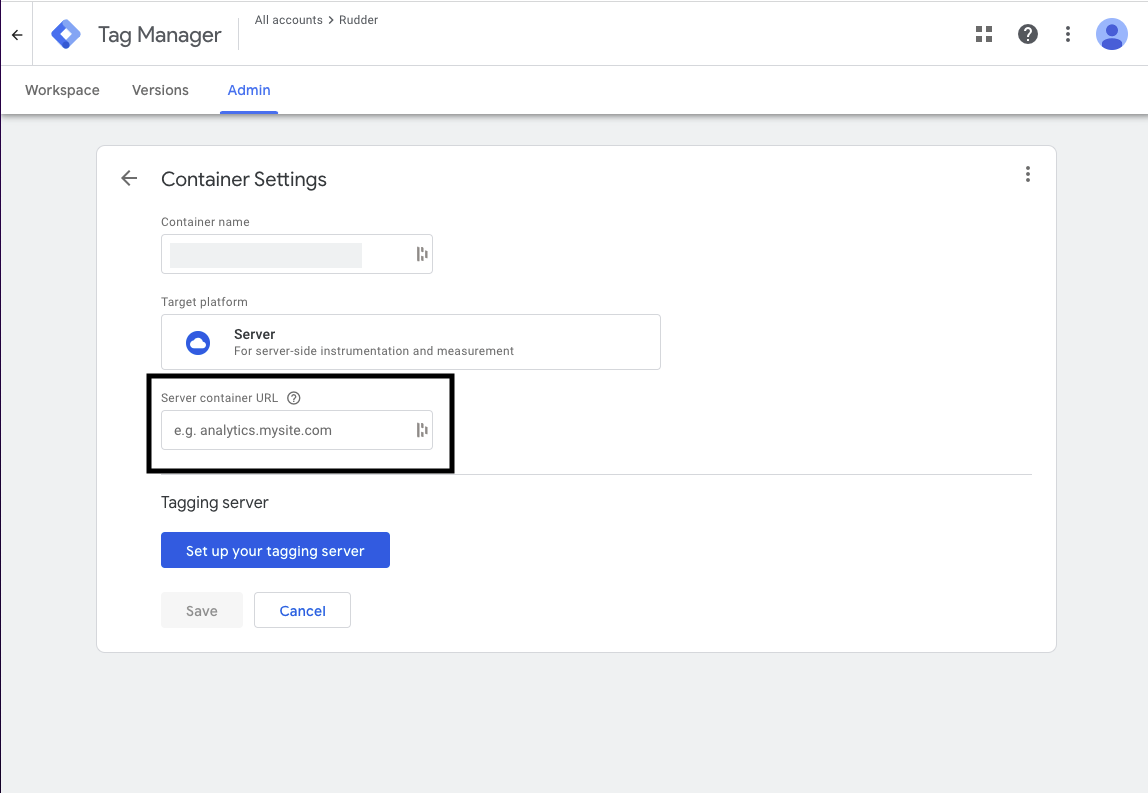 Tag Manager
All accounts > Rudder
Workspace
Versions
Admin
Container Settings
Container name
Target platform
Server
For server-side instrumentation and measurement
Server container URL
e.g. analytics.mysite.com
Tagging server
Set up your tagging server
Save
Cancel